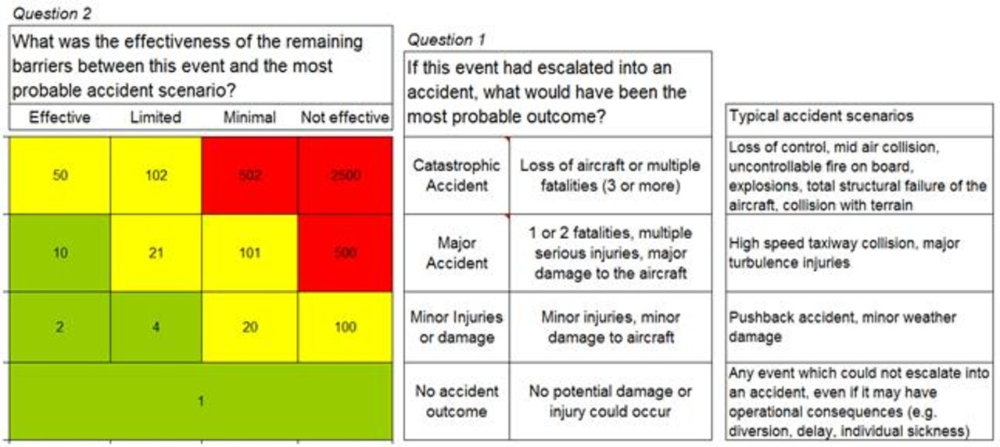 Question 2
What was the effectiveness of the remaining
barriers between this event and the most
probable accident scenario?
Effective Limited Minimal Not effective
Question 1
If this event had escalated into an
accident, what would have been the
most probable outcome?
Typical accident scenarios
50 102 502 2500
Catastrophic
Accident
Loss of aircraft or multiple
fatalities (3 or more)
Loss of control, mid air collision,
uncontrollable fire on board,
explosions, total structural failure of the
aircraft, collision with terrain
10 21 101 500
Major
Accident
1 or 2 fatalities, multiple
serious injuries, major
damage to the aircraft
High speed taxiway collision, major
turbulence injuries
2 4 20 100
Minor Injuries
or damage
Minor injuries, minor
damage to aircraft
Pushback accident, minor weather
damage
1
No accident
outcome
No potential damage or
injury could occur
Any event which could not escalate into
an accident, even if it may have
operational consequences (e.g.
diversion, delay, individual sickness)